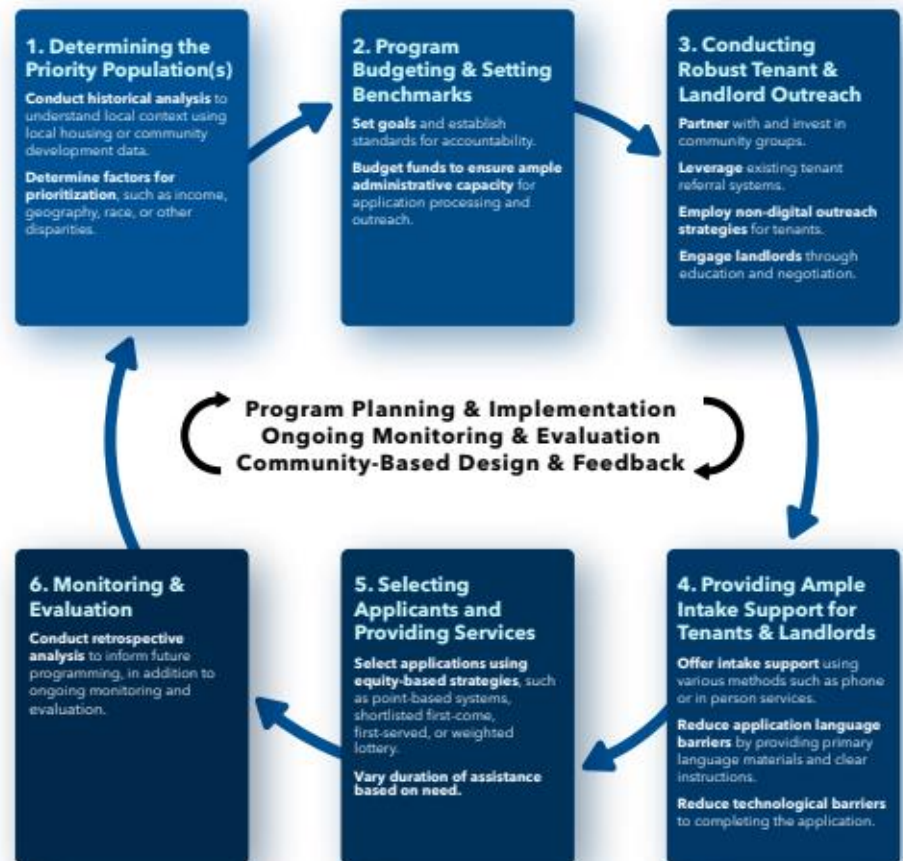 1. Determining the
Priority Population(s)
Conduct historical analysis to
understand local context using
local housing or community
development data.
Determine factors for
prioritization, such as income,
geography, race, or other
disparities.
2. Program
Budgeting & Setting
Benchmarks
Set goals and establish
standards for accountability.
Budget funds to ensure ample
administrative capacity for
application processing and
outreach.
3. Conducting
Robust Tenant &
Landlord Outreach
Partner with and invest in
community groups.
Leverage existing tenant
referral systems.
Employ non-digital outreach
strategies for tenants.
Engage landlords through
education and negotiation.
Program Planning & Implementation
Ongoing Monitoring & Evaluation
Community-Based Design & Feedback
4. Providing Ample
Intake Support for
Tenants & Landlords
Offer intake support using
various methods such as phone
or in person services.
Reduce application language
barriers by providing primary
language materials and clear
instructions.
Reduce technological barriers
to completing the application.
5. Selecting
Applicants and
Providing Services
Select applications using
equity-based strategies, such
as point-based systems,
shortlisted first-come,
first-served, or weighted
lottery.
Vary duration of assistance
based on need.
6. Monitoring &
Evaluation
Conduct retrospective
analysis to inform future
programming, in addition to
ongoing monitoring and
evaluation.